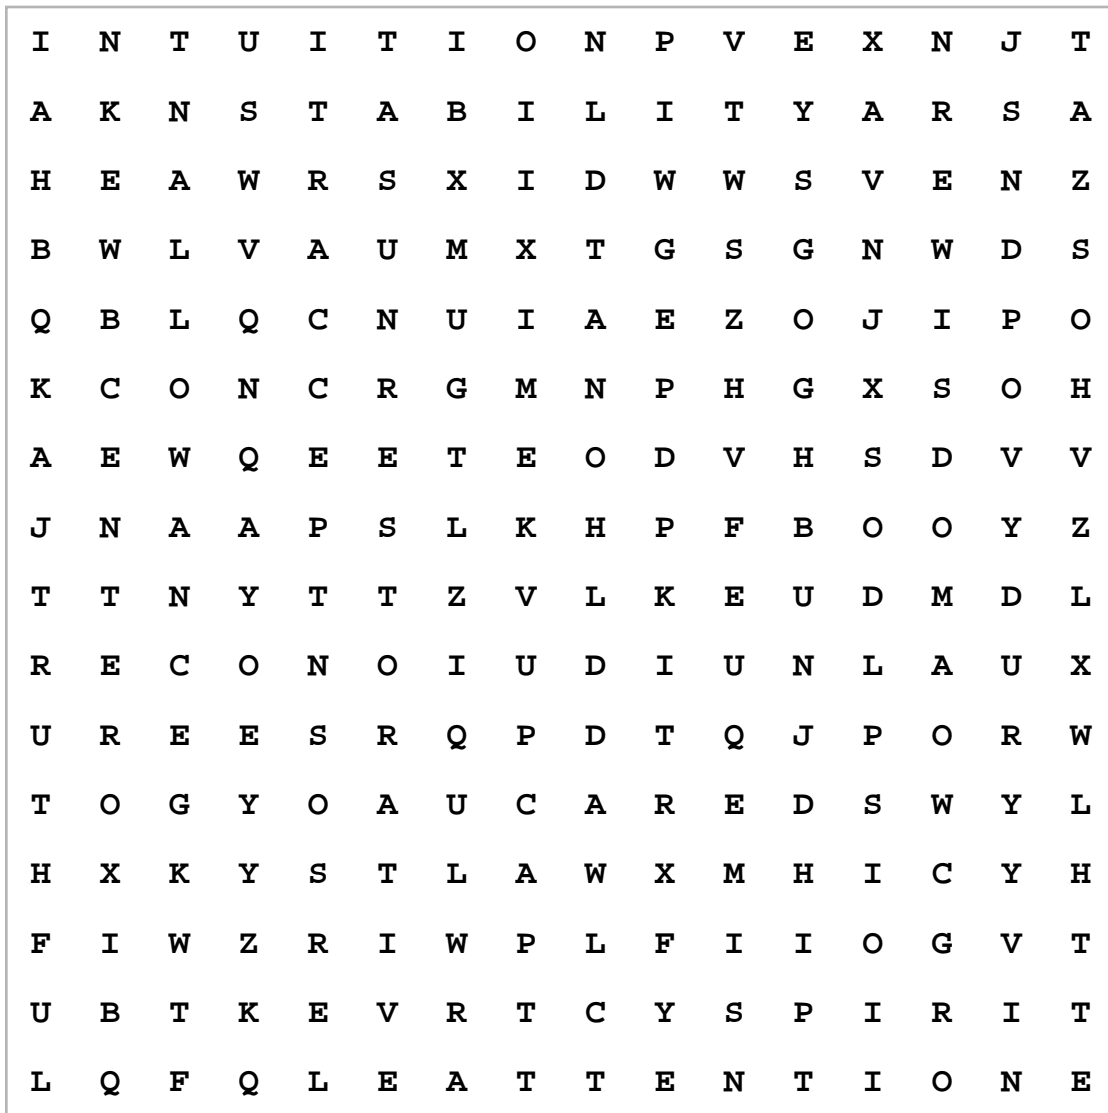 I N T U I T I O N P V E X N J T
A K N S T A B I L I T Y A R S A
H E A W R S X I D W W S V E N Z
B W L V A U M X T G S G N W D S
Q B L Q C N U I A E Z O J I P O
K C O N C R G M N P H G X S O H
A E W Q E E T E O D V H S D V V
J N A A P S L K H P F B O O Y Z
T T N Y T T Z V L K E U D M D L
R E C O N O I U D I U N L A U X
U R E E S R Q P D T Q J P O R W
T O G Y O A U C A R E D S W Y L
H X K Y S T L A W X M H I C Y H
F I W Z R I W P L F I I O G V T
U B T K E V R T C Y S P I R I T
L Q F Q L E A T T E N T I O N E